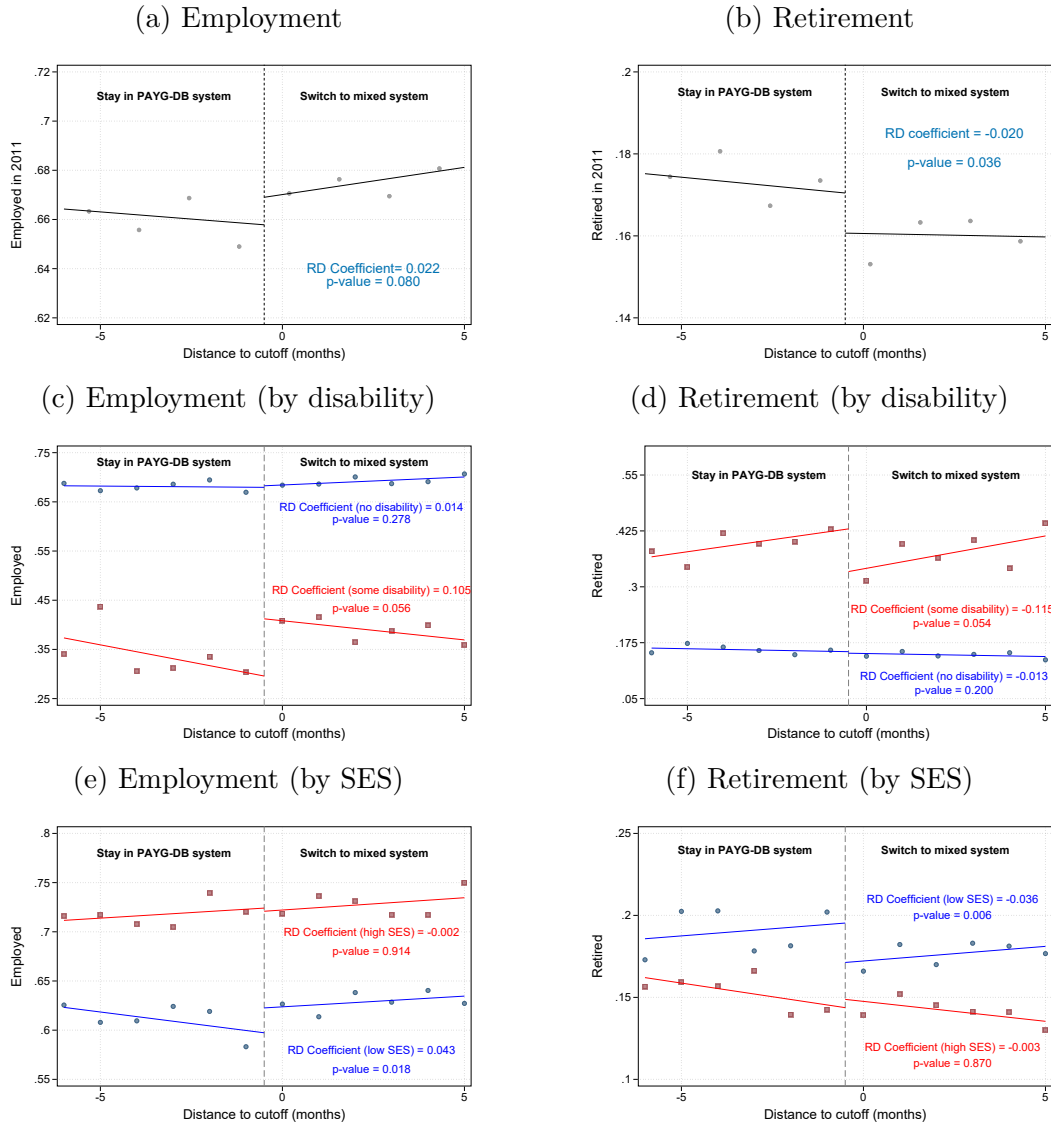 (a) Employment
.72
.7
.68
.66
.64
.62
Employed in 2011
Stay in PAYG-DB system
Switch to mixed system
RD Coefficient= 0.022
p-value = 0.080
-5
0
5
Distance to cutoff (months)
(b) Retirement
.2
.18
.16
.14
Retired in 2011
Stay in PAYG-DB system
Switch to mixed system
RD coefficient = -0.020
p-value = 0.036
-5
0
5
Distance to cutoff (months)
(c) Employment (by disability)
.75
.65
.55
.45
.35
.25
Employed
Stay in PAYG-DB system
Switch to mixed system
RD Coefficient (no disability) = 0.014
p-value = 0.278
RD Coefficient (some disability) = 0.105
p-value = 0.056
-5
0
5
Distance to cutoff (months)
(d) Retirement (by disability)
.55
.425
.3
.175
.05
Retired
Stay in PAYG-DB system
Switch to mixed system
RD Coefficient (some disability) = -0.115
p-value = 0.054
RD Coefficient (no disability) = -0.013
p-value = 0.200
-5
0
5
Distance to cutoff (months)
(e) Employment (by SES)
.8
.75
.7
.65
.6
.55
Employed
Stay in PAYG-DB system
Switch to mixed system
RD Coefficient (high SES) = -0.002
p-value = 0.914
RD Coefficient (low SES) = 0.043
p-value = 0.018
-5
0
5
Distance to cutoff (months)
(f) Retirement (by SES)
.25
.2
.15
.1
Retired
Stay in PAYG-DB system
Switch to mixed system
RD Coefficient (low SES) = -0.036
p-value = 0.006
RD Coefficient (high SES) = -0.003
p-value = 0.870
-5
0
5
Distance to cutoff (months)